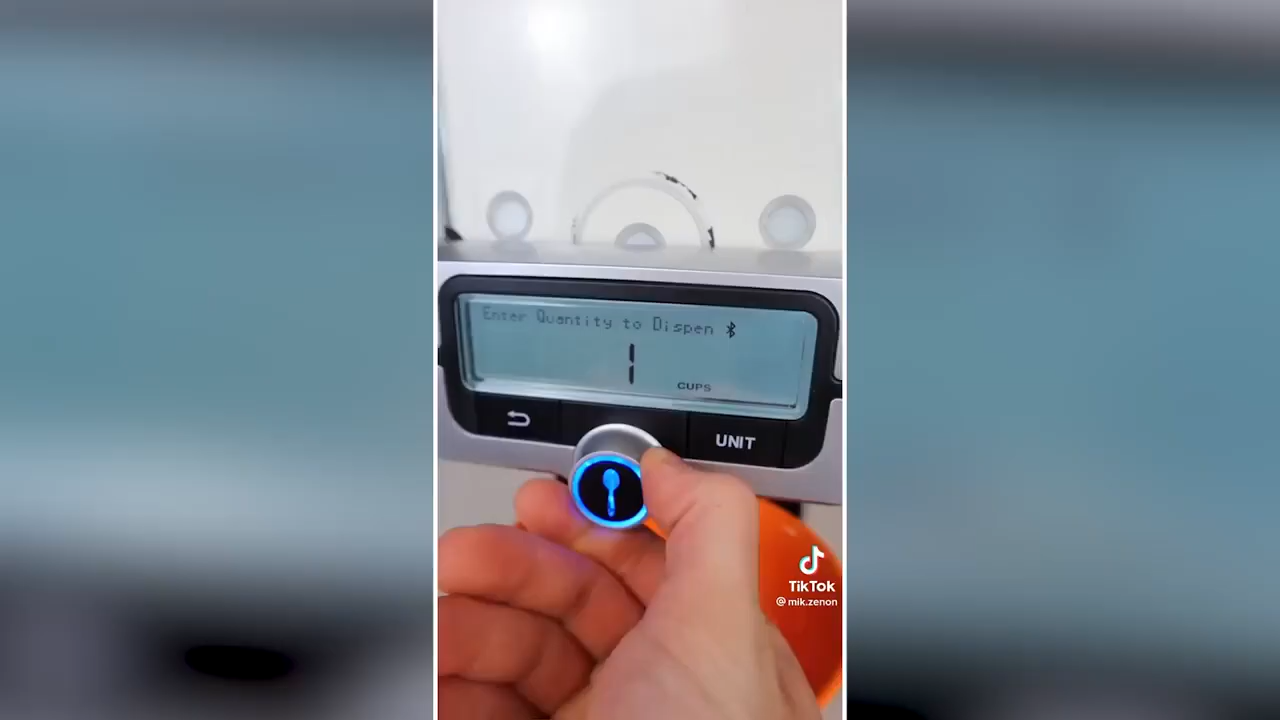 Enter Quantity to Dispen
1
CUPS
UNIT
TikTok
@mik.zenon